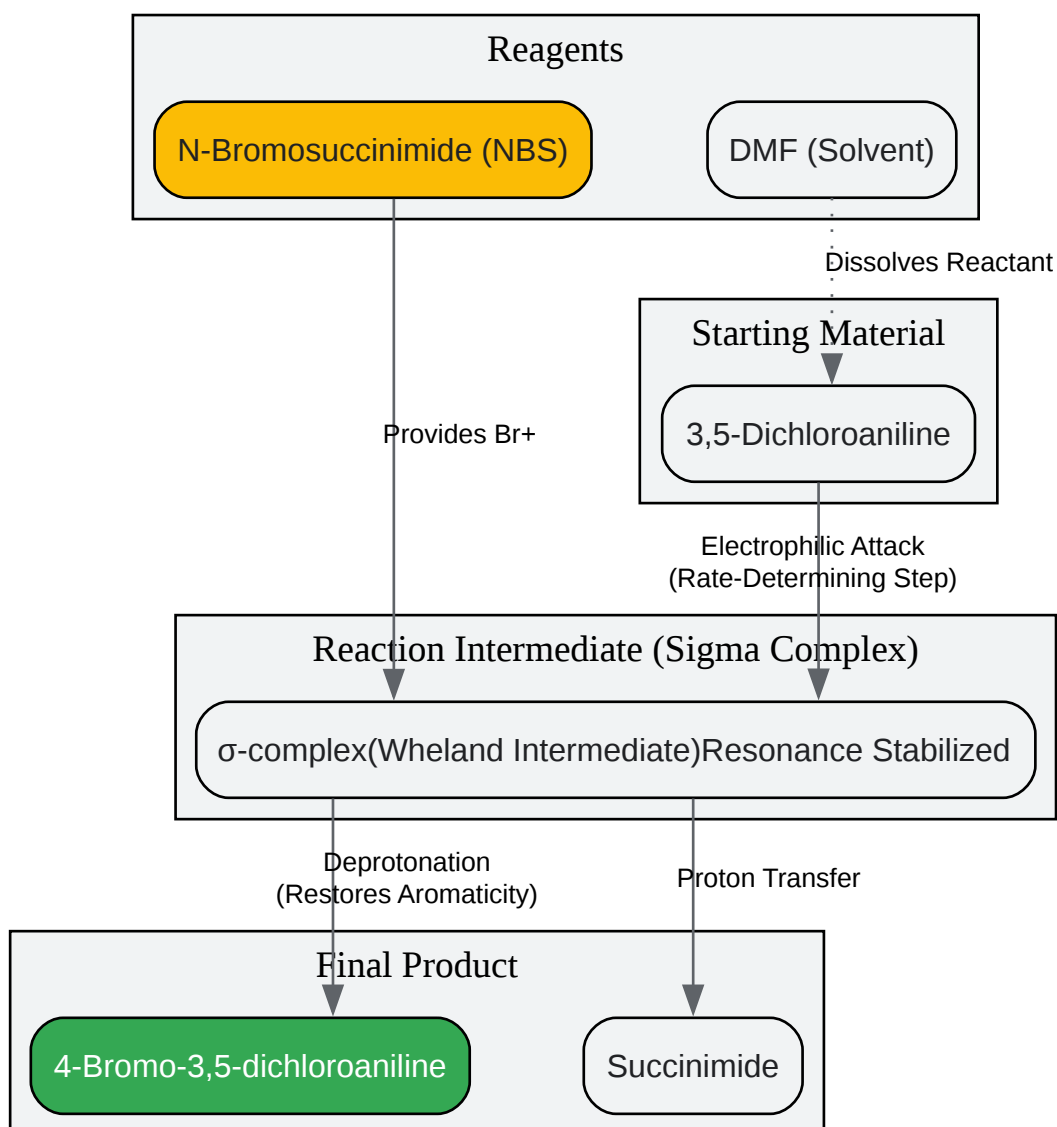 Reagents
N-Bromosuccinimide (NBS)
DMF (Solvent)
Dissolves Reactant
Starting Material
3,5-Dichloroaniline
Provides Br+
Electrophilic Attack
(Rate-Determining Step)
Reaction Intermediate (Sigma Complex)
σ-complex(Wheland Intermediate)Resonance Stabilized
Deprotonation
(Restores Aromaticity)
Proton Transfer
Final Product
4-Bromo-3,5-dichloroaniline
Succinimide